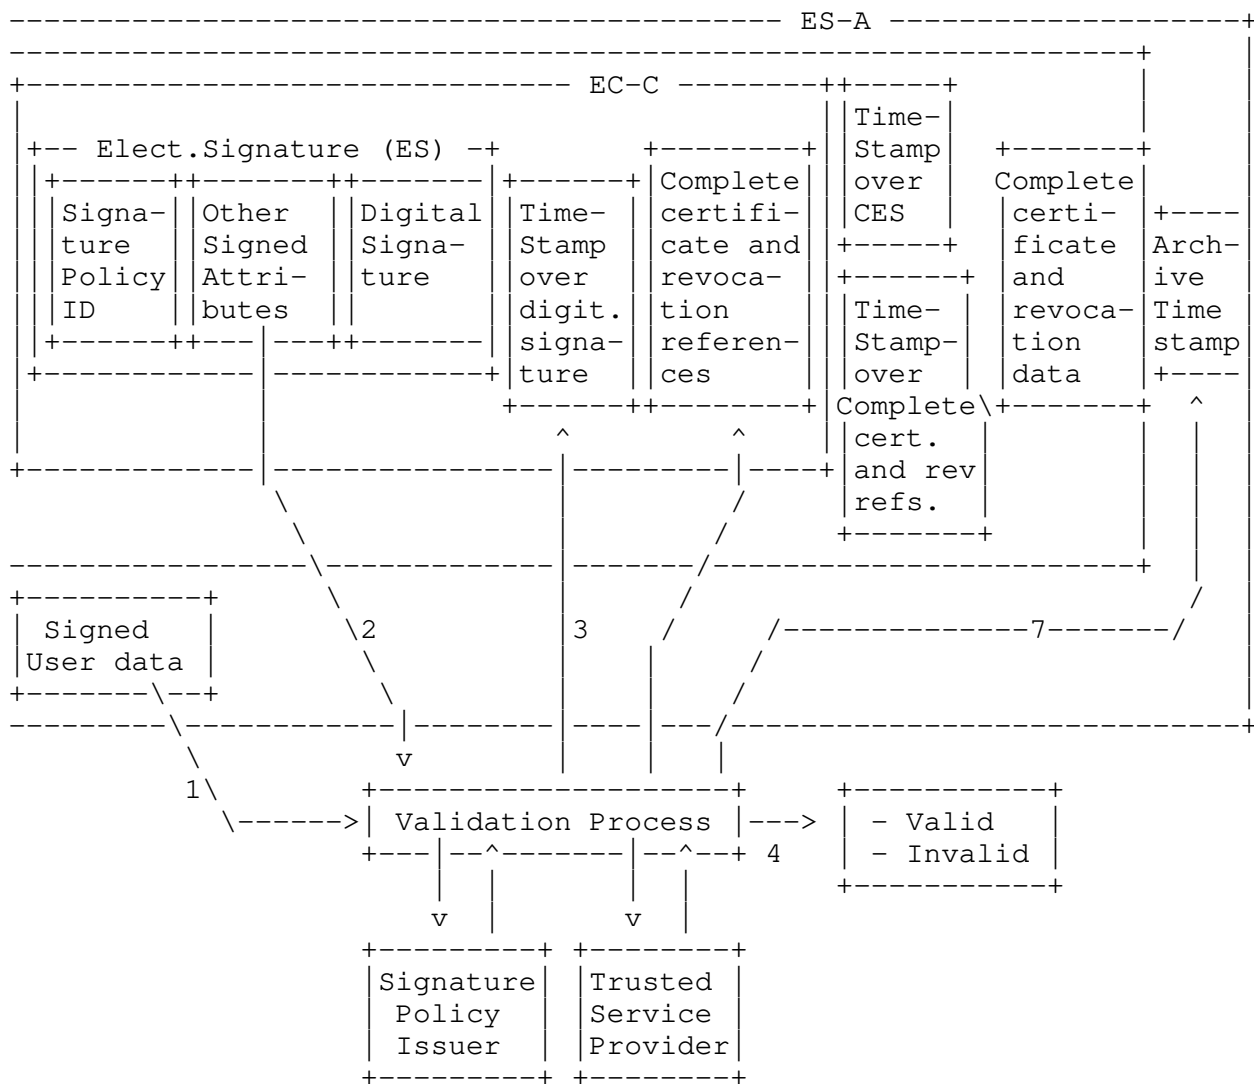 ES-A
EC-C
Time-
Elect.Signature (ES) Stamp
Complete over Complete
Signa- Other Digital Time- certifi- CES certi-
ture Signed Signa- Stamp cate and ficate Arch-
Policy Attri- ture over revoca- and ive
ID butes digit. tion Time- revoca- Time
signa- referen- Stamp- tion stamp
ture ces over data
Complete
cert.
and rev
refs.
Signed 2 3 7
User data
1
Validation Process - Valid
4 - Invalid
Signature Trusted
Policy Service
Issuer Provider